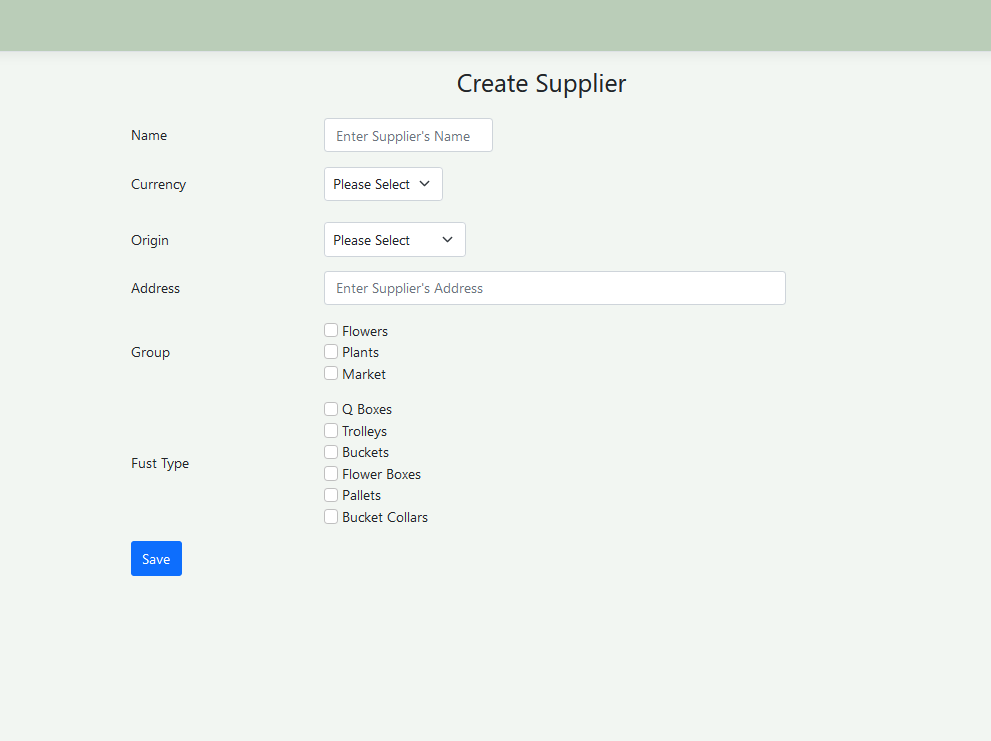 Create Supplier
Name
Enter Supplier's Name
Currency
Please Select
Origin
Please Select
Address
Enter Supplier's Address
Group
Flowers
Plants
Market
Fust Type
Q Boxes
Trolleys
Buckets
Flower Boxes
Pallets
Bucket Collars
Save